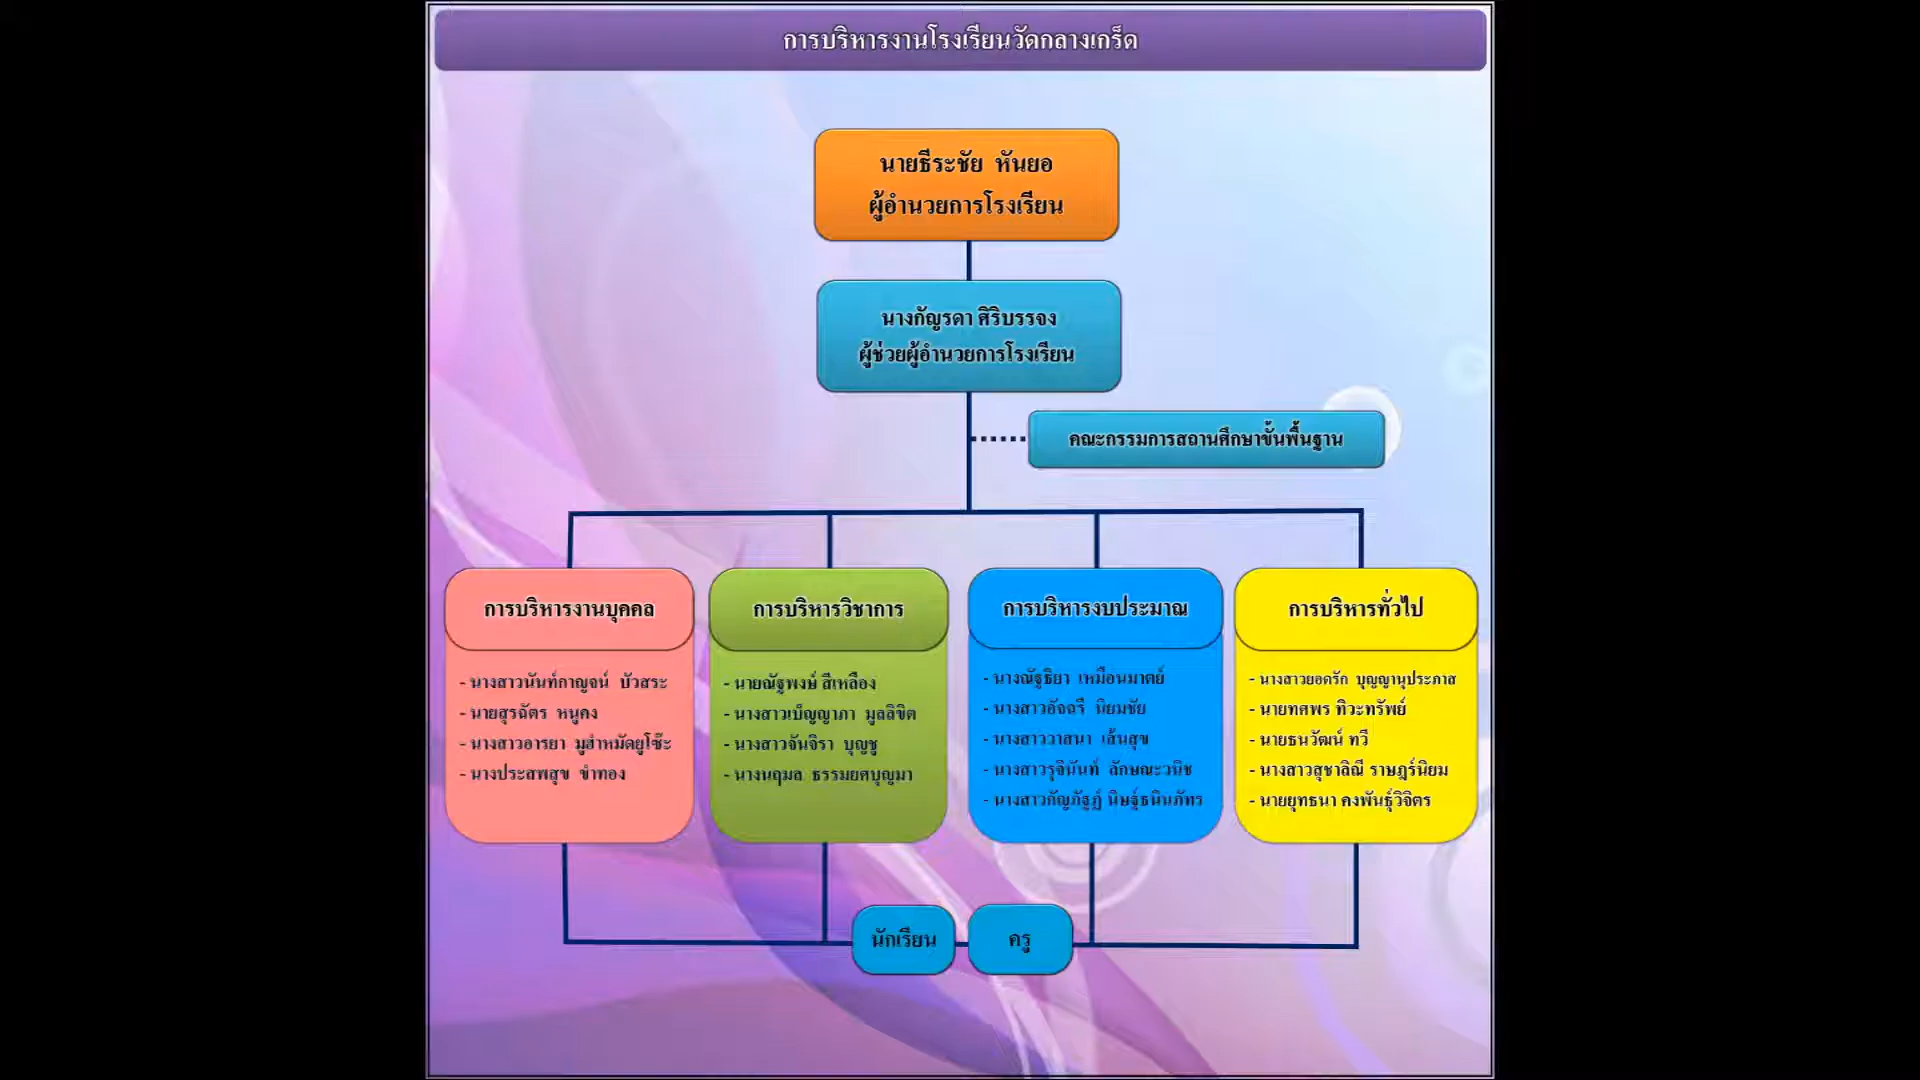 การบริหารงานโรงเรียนวัดกลางเกร็ด
นายธีระชัย หันยอ
ผู้อำนวยการโรงเรียน
นางกัญรดา ศิริบรรจง
ผู้ช่วยผู้อำนวยการโรงเรียน
คณะกรรมการสถานศึกษาขั้นพื้นฐาน
การบริหารงานบุคคล
- นางสาวนันท์กาญจน์ บัวสระ
- นายสุรฉัตร หนูคง
- นางสาวอารยา มูฮำหมัดยูโซ๊ะ
- นางประสพสุข ขำทอง
การบริหารวิชาการ
- นายณัฐพงษ์ สีเหลือง
- นางสาวเบ็ญญาภา มูลลิขิต
- นางสาวจันจิรา บุญชู
- นางนฤมล ธรรมยศบุญมา
การบริหารงบประมาณ
- นางณัฐธิยา เหมือนมาตย์
- นางสาวอัจฉรี นิยมชัย
- นางสาววาสนา เส้นสุข
- นางสาวรุจินันท์ ลักษณะวนิช
- นางสาวกัญภัฐฏ์
การบริหารทั่วไป
- นางสาวยอดรัก บุญญานุประภาส
- นายทศพร ทิวะทรัพย์
- นายธนวัฒน์ ทวี
- นางสาวสุชาลิณี ราษฎร์นิยม
- นายยุทธนา คงพันธุ์วิจิตร
นักเรียน
ครู